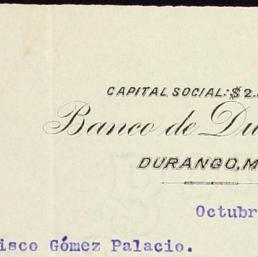 CAPITAL SOCIAL: $2.
Banco de Du
DURANGO, M
Octubr
isco Gómez Palacio.